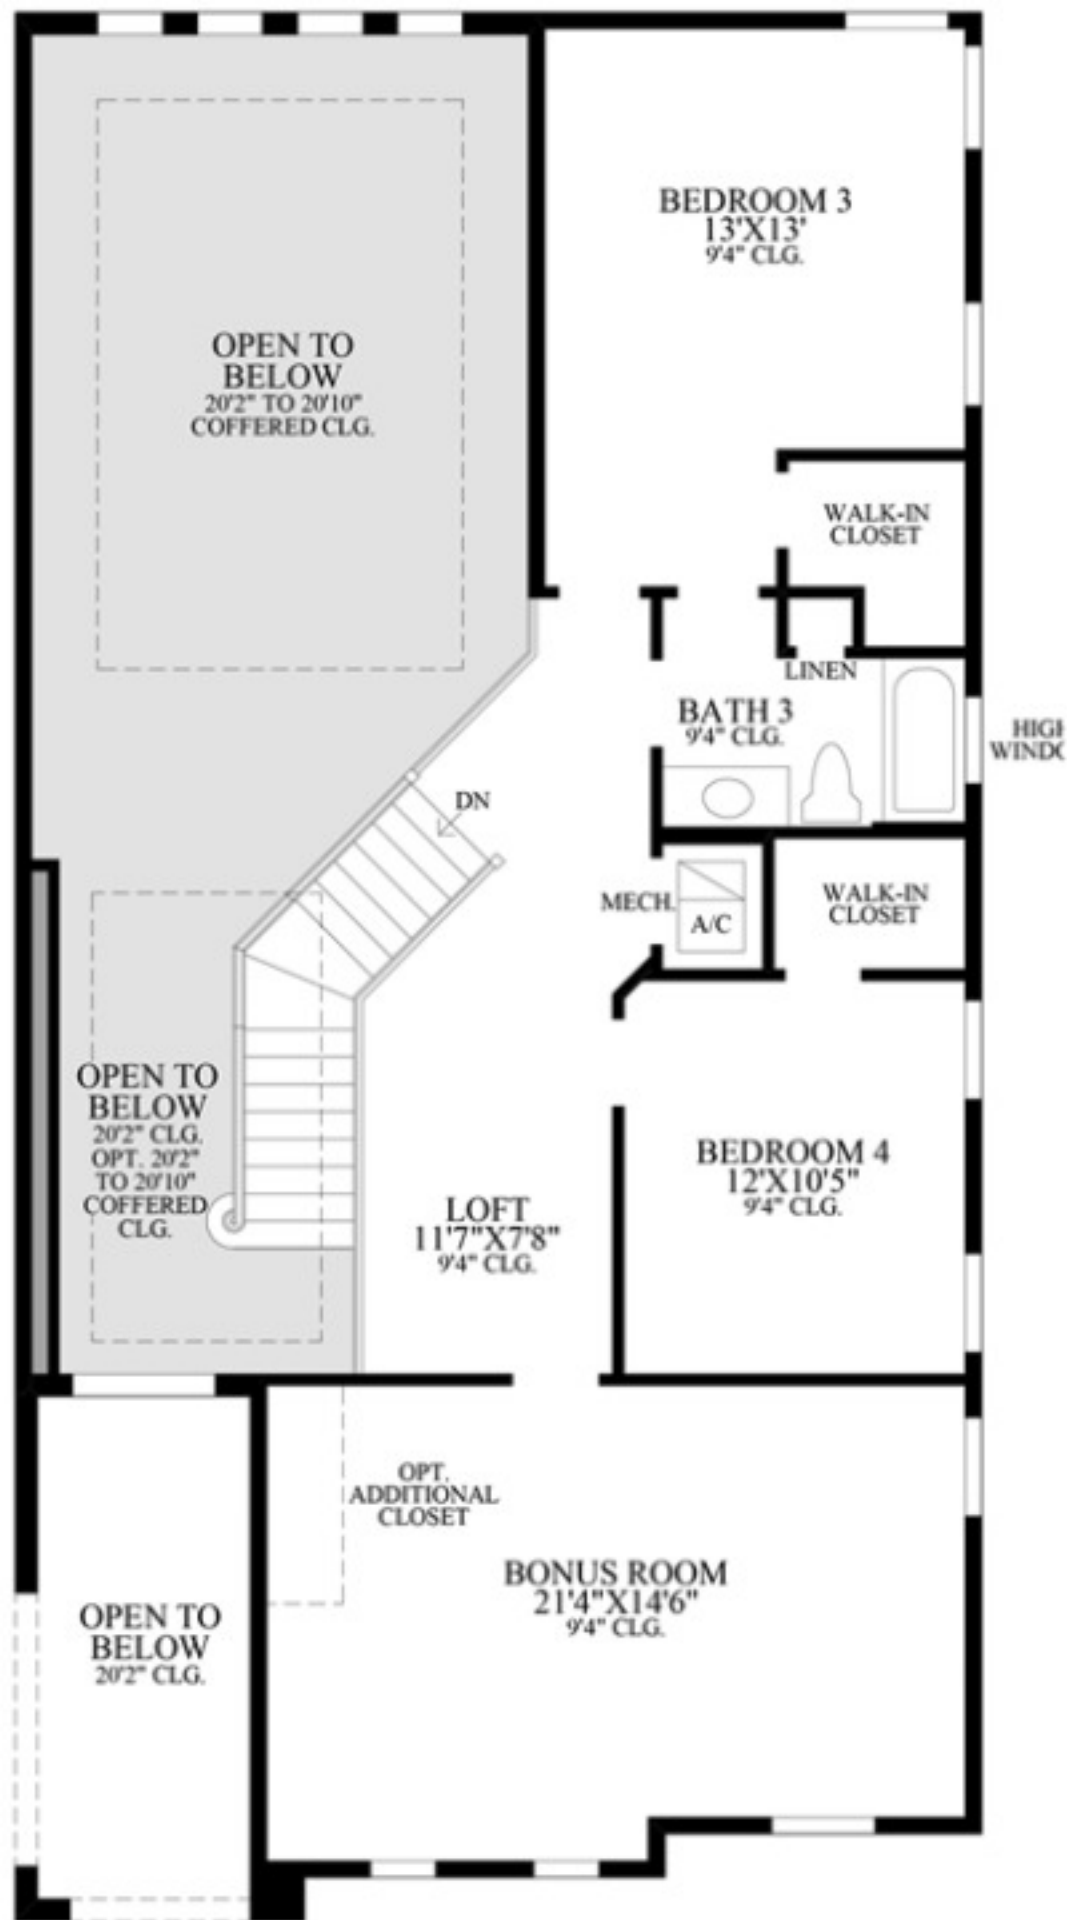 BEDROOM 3
13'X13'
9'4" CLG.
OPEN TO
BELOW
20'2" TO 20'10"
COFFERED CLG.
WALK-IN
CLOSET
LINEN
BATH 3
9'4" CLG.
HIGH
WINDO
DN
MECH.
A/C
WALK-IN
CLOSET
OPEN TO
BELOW
20'2" CLG.
OPT. 20'2"
TO 20'10"
COFFERED
CLG.
BEDROOM 4
12'X10'5"
9'4" CLG.
LOFT
11'7"X7'8"
9'4" CLG.
OPT.
ADDITIONAL
CLOSET
BONUS ROOM
21'4"X14'6"
9'4" CLG.
OPEN TO
BELOW
20'2" CLG.